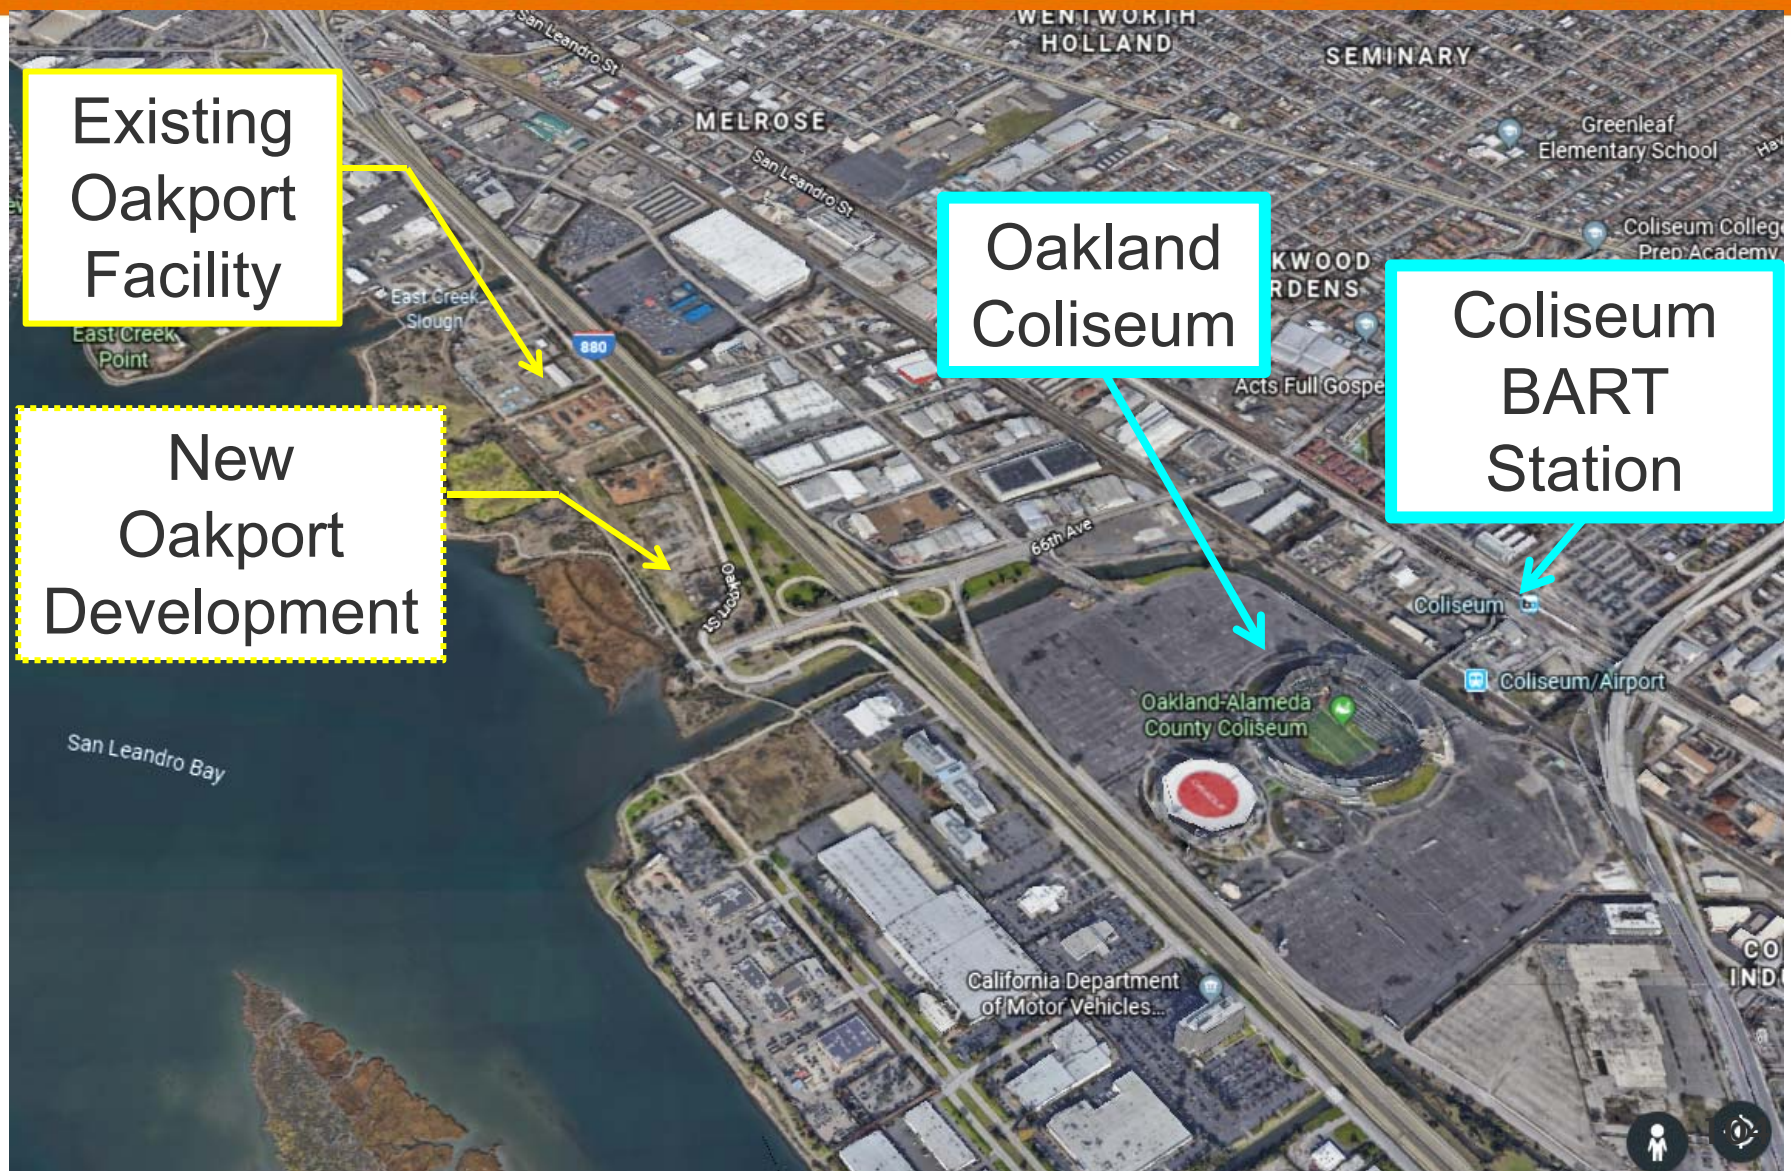 WENTWORTH
HOLLAND
SEMINARY
San Leandro St
MELROSE
San Leandro St
Greenleaf
Elementary School
Existing
Oakport
Facility
Oakland
Coliseum
Coliseum College
Prep Academy
KWOOD
RDENS
Coliseum
BART
Station
East Creek
Slough
East Creek
Point
880
Acts Full Gospe
New
Oakport
Development
66th Ave
Oakport St
Coliseum
Coliseum/Airport
Oakland-Alameda
County Coliseum
San Leandro Bay
ORACLE
California Department
of Motor Vehicles...
CO
IND